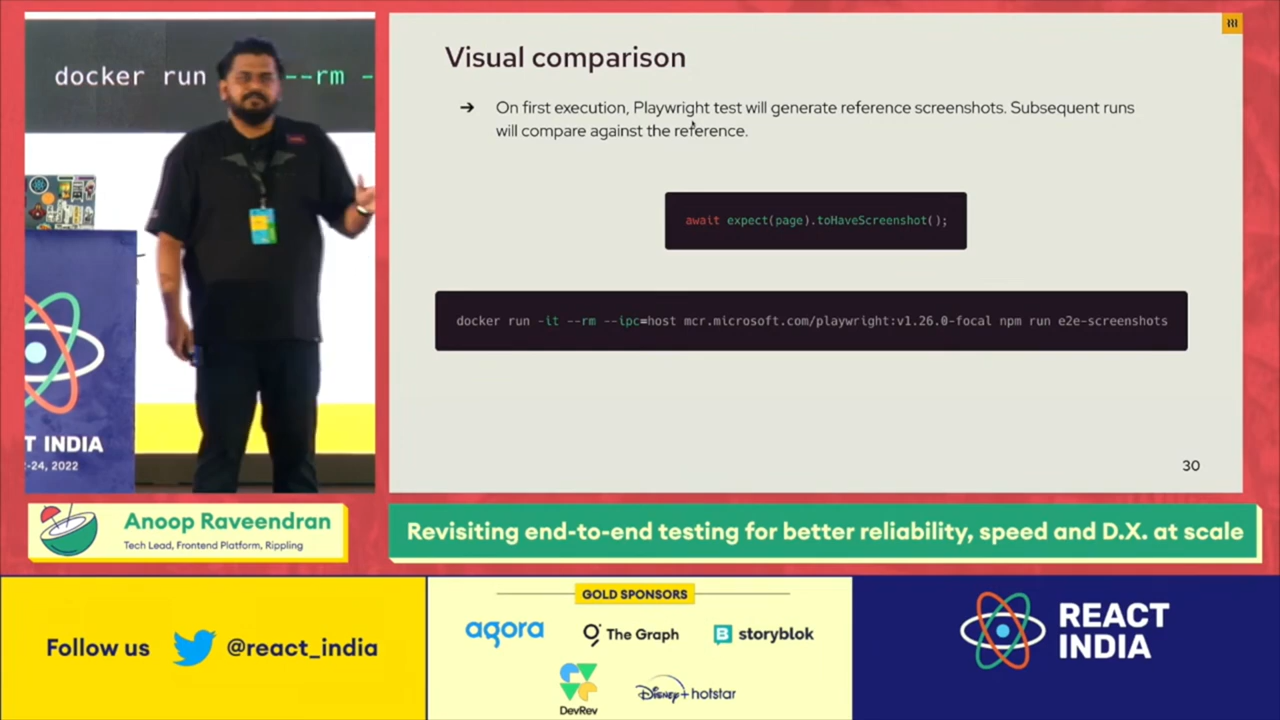 docker run --rm -
T INDIA
-24, 2022
Visual comparison
➔ On first execution, Playwright test will generate reference screenshots. Subsequent runs
will compare against the reference.
await expect(page).toHaveScreenshot();
docker run -it --rm --ipc=host mcr.microsoft.com/playwright:v1.26.0-focal npm run e2e-screenshots
30
Anoop Raveendran
Tech Lead, Frontend Platform, Rippling
Revisiting end-to-end testing for better reliability, speed and D.X. at scale
Follow us @react_india
GOLD SPONSORS
agora The Graph storyblok
DevRev Disney+ hotstar
REACT
INDIA